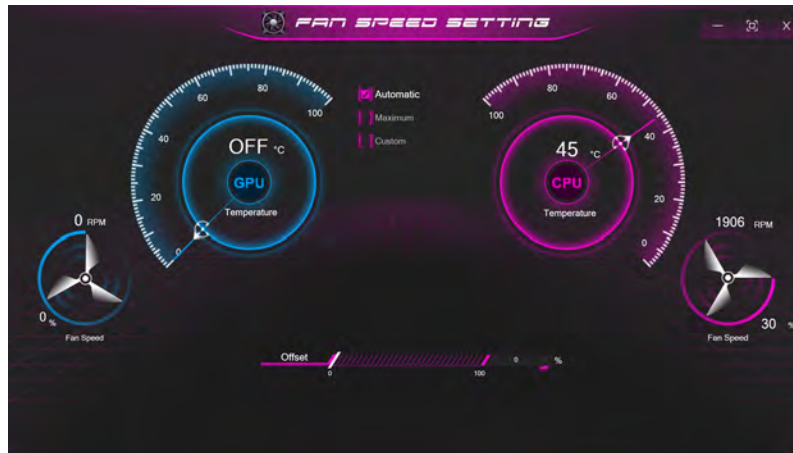 FAN SPEED SETTING
Automatic
Maximum
Custom
0
20
40
60
80
100
OFF °C
GPU
Temperature
100
80
60
40
20
0
45 °C
CPU
Temperature
0 RPM
0 %
Fan Speed
1906 RPM
30 %
Fan Speed
Offset
0
100
0 %